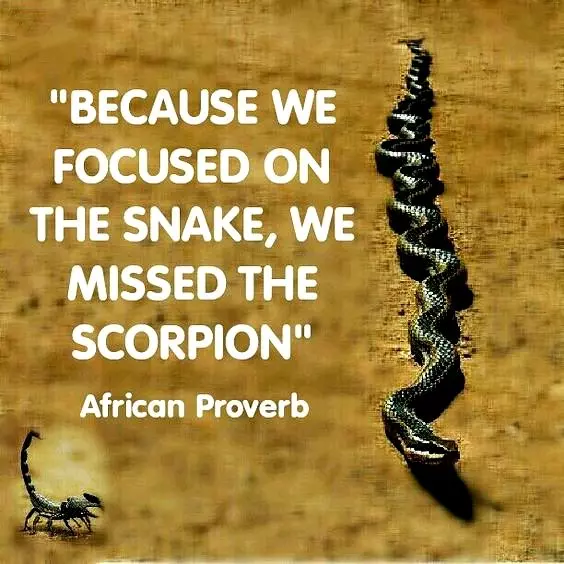 "BECAUSE WE
FOCUSED ON
THE SNAKE, WE
MISSED THE
SCORPION"
African Proverb